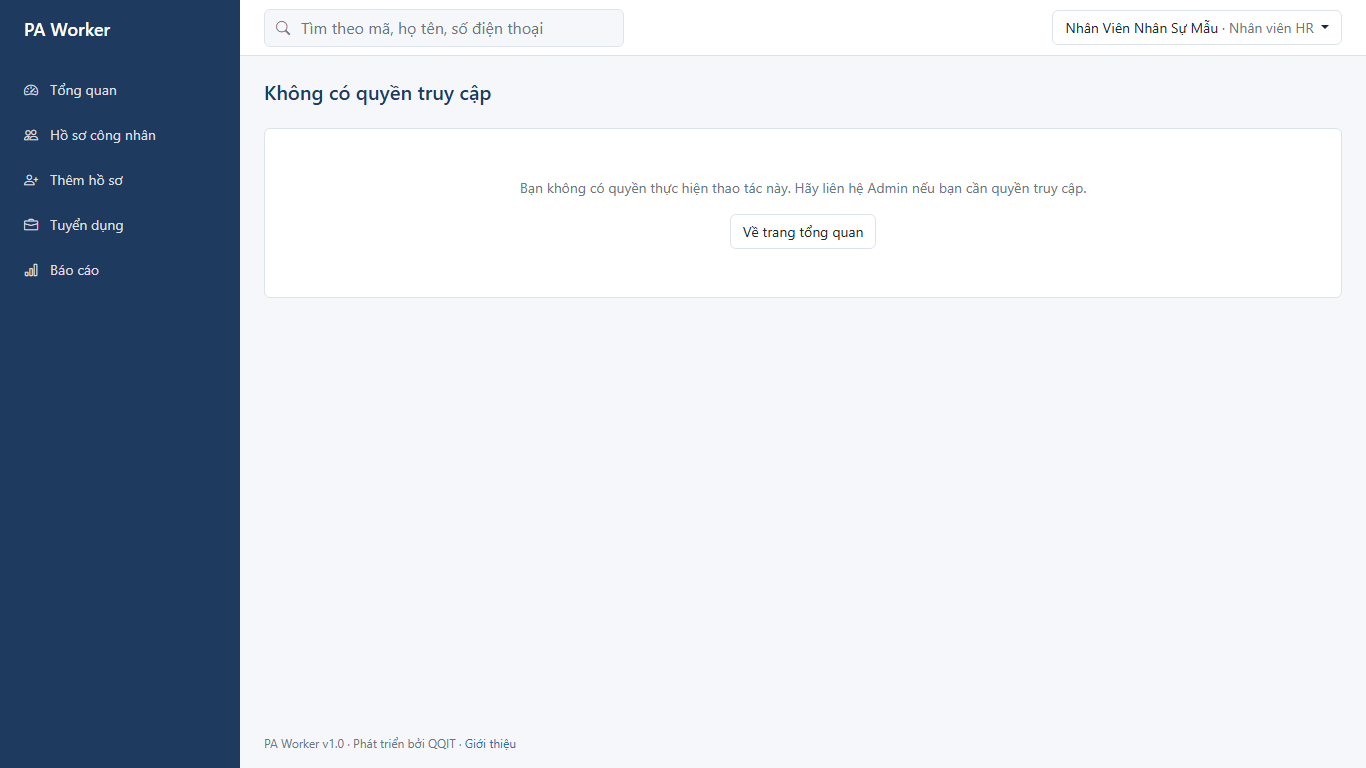 PA Worker
Tổng quan
Hồ sơ công nhân
Thêm hồ sơ
Tuyển dụng
Báo cáo
Tìm theo mã, họ tên, số điện thoại
Nhân Viên Nhân Sự Mẫu · Nhân viên HR
Không có quyền truy cập
Bạn không có quyền thực hiện thao tác này. Hãy liên hệ Admin nếu bạn cần quyền truy cập.
Về trang tổng quan
PA Worker v1.0 · Phát triển bởi QQIT · Giới thiệu